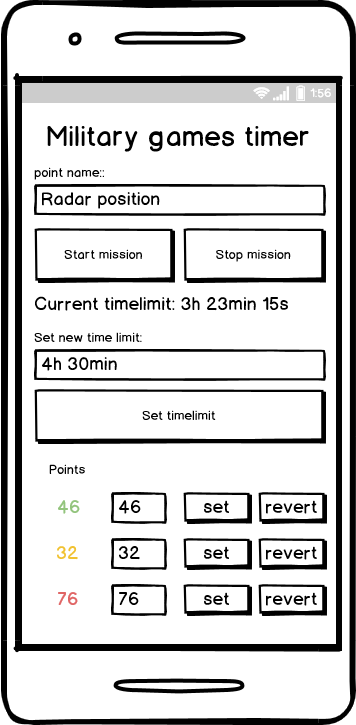 1:56
Military games timer
point name::
Radar position
Start mission Stop mission
Current timelimit: 3h 23min 15s
Set new time limit:
4h 30min
Set timelimit
Points
46 46 set revert
32 32 set revert
76 76 set revert